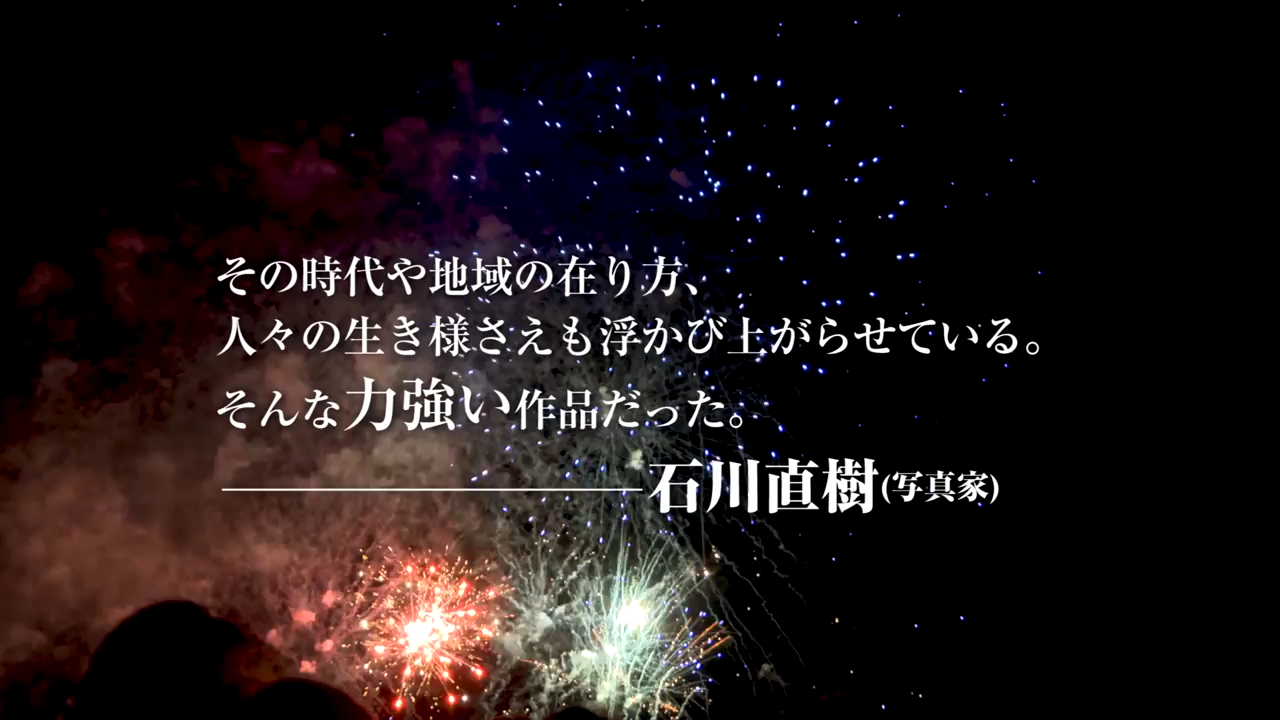 その時代や地域の在り方、
人々の生き様さえも浮かび上がらせている。
そんな力強い作品だった。
石川直樹(写真家)